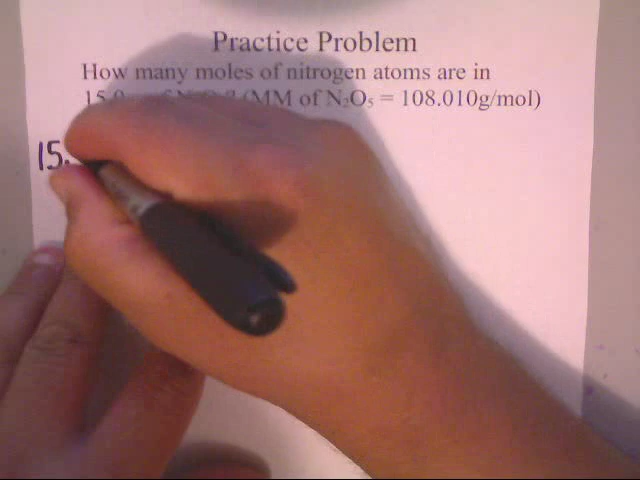 Practice Problem
How many moles of nitrogen atoms are in
(MM of N₂O₅ = 108.010g/mol)
15.